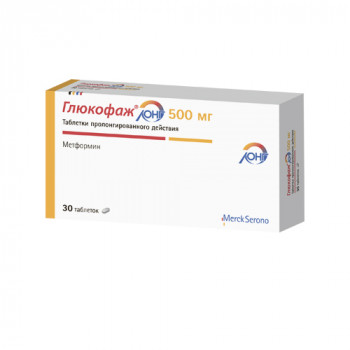 Глюкофаж® ЛОНГ 500 мг
Таблетки пролонгированного действия
Метформин
ЛОНГ
30 таблеток
MerckSerono